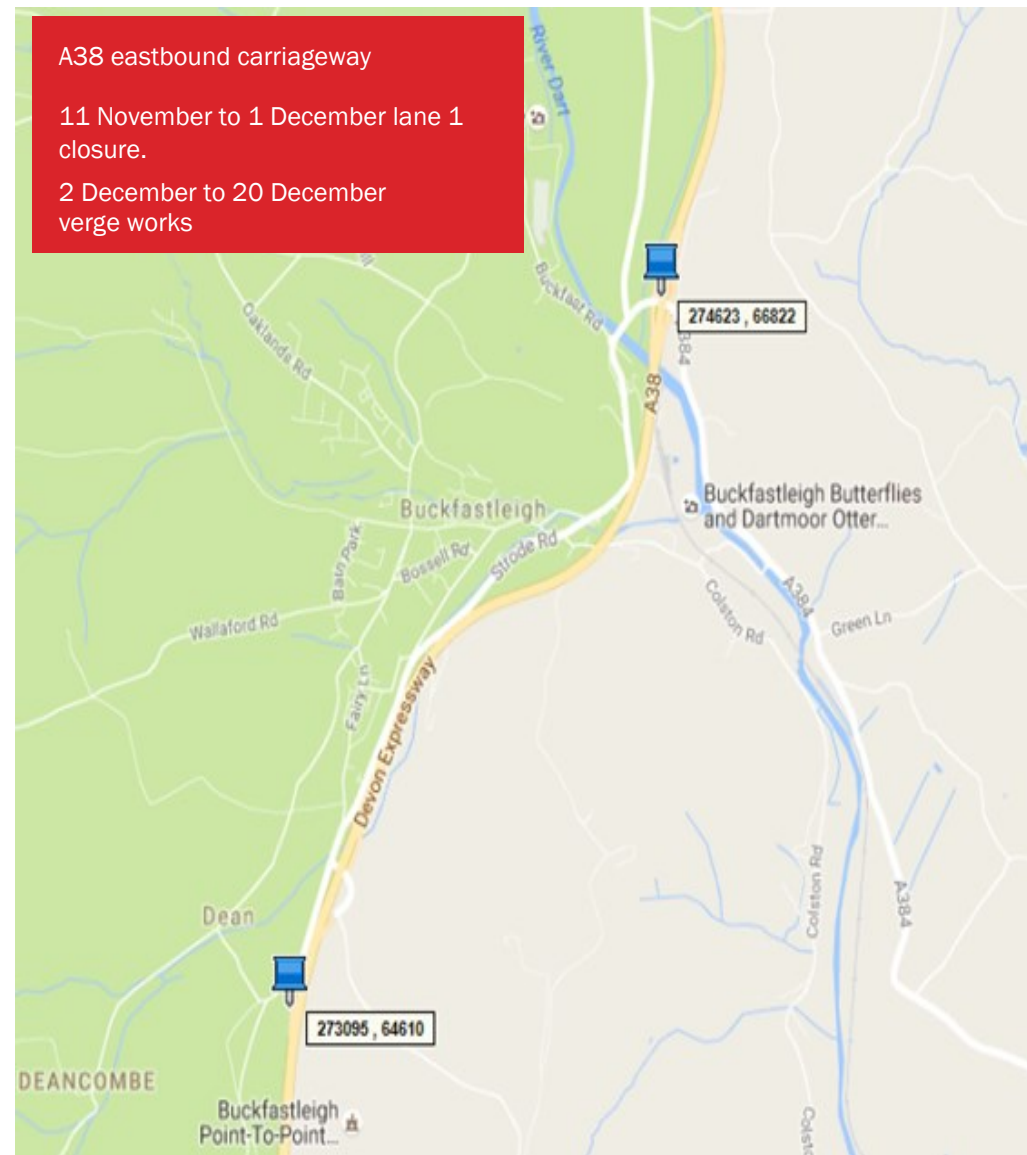 A38 eastbound carriageway
11 November to 1 December lane 1
closure.
2 December to 20 December
verge works
River Dart
Buckfast Rd
274623 , 66822
A38
Oaklands Rd
Buckfastleigh
Buckfastleigh Butterflies
and Dartmoor Otter...
Strode Rd
Bossell Rd
Wallaford Rd
Fairy Ln
Colston Rd
A384
Green Ln
Devon Expressway
Colston Rd
A384
Dean
273095 , 64610
DEANCOMBE
Buckfastleigh
Point-To-Point...